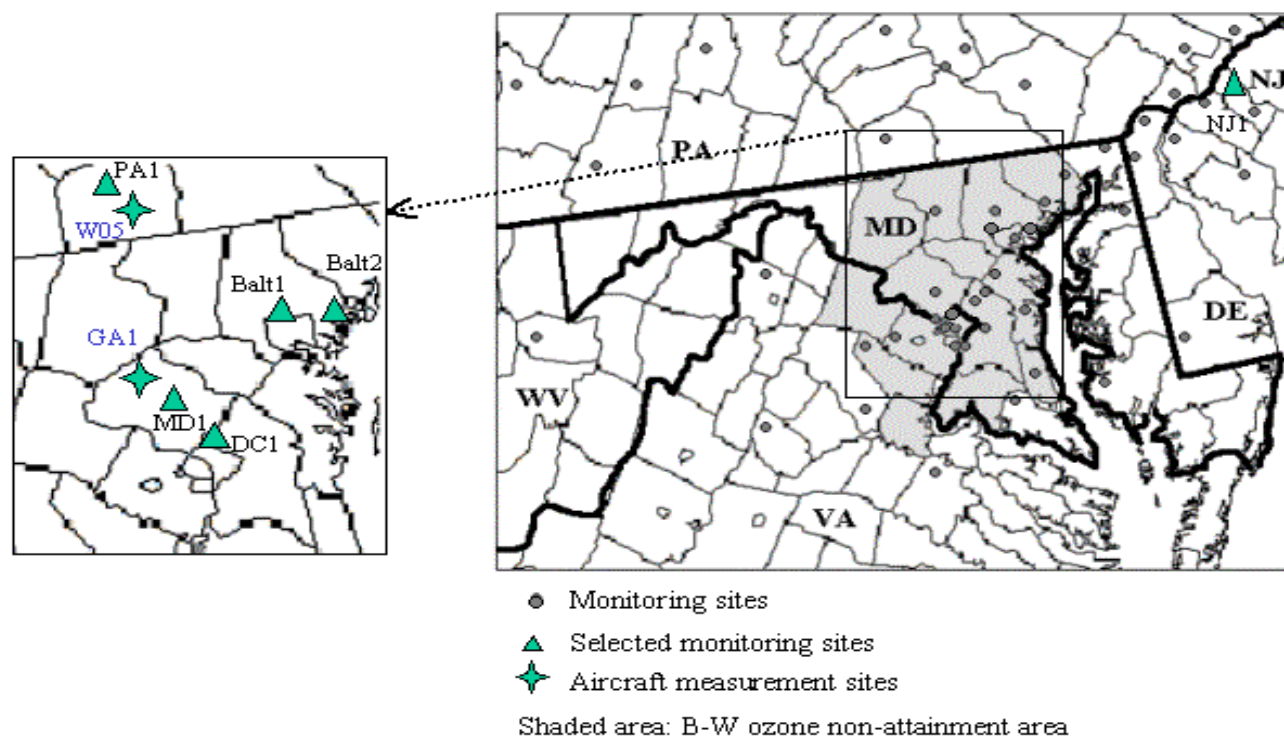 PA1
W05
Balt2
Balt1
GA1
MD1
DC1
NJ
NJ1
PA
MD
DE
WV
VA
Monitoring sites
Selected monitoring sites
Aircraft measurement sites
Shaded area: B-W ozone non-attainment area